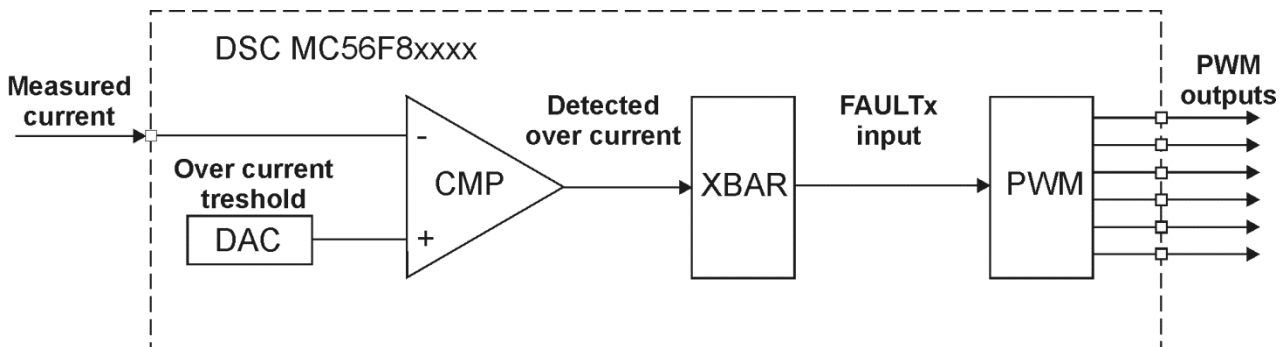 DSC MC56F8xxxx
Measured
current
Over current
treshold
DAC
-
+
CMP
Detected
over current
XBAR
FAULTx
input
PWM
PWM
outputs